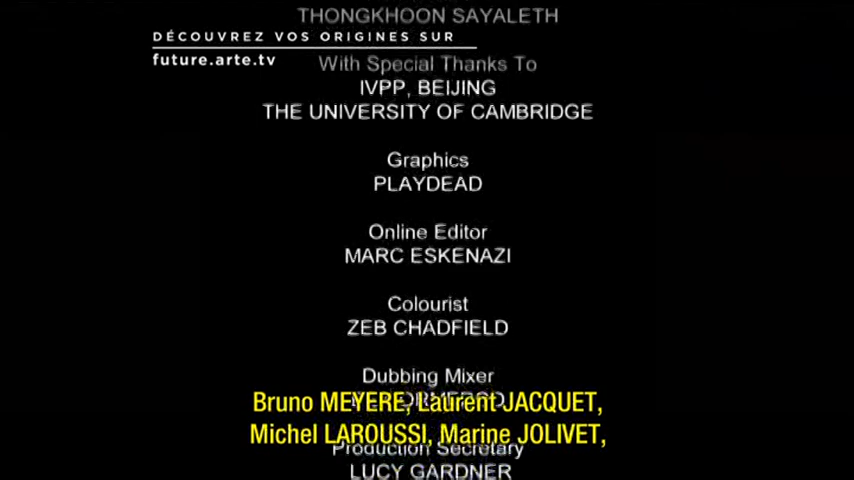 THONGKHOON SAYALETH
DÉCOUVREZ VOS ORIGINES SUR
future.arte.tv
With Special Thanks To
IVPP, BEIJING
THE UNIVERSITY OF CAMBRIDGE
Graphics
PLAYDEAD
Online Editor
MARC ESKENAZI
Colourist
ZEB CHADFIELD
Dubbing Mixer
Bruno MEYERE, Laurent JACQUET,
Michel LAROUSSI, Marine JOLIVET,
Production Secretary
LUCY GARDNER